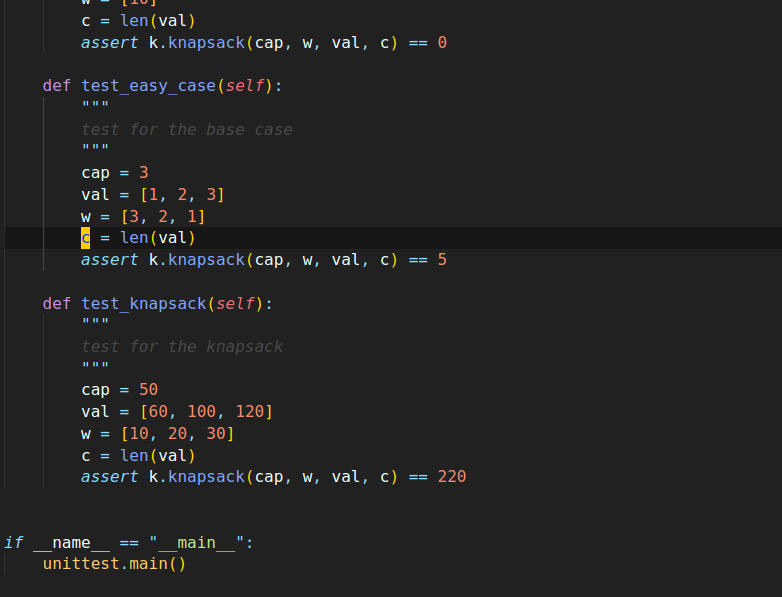 w = [10]
c = len(val)
assert k.knapsack(cap, w, val, c) == 0
def test_easy_case(self):
"""
test for the base case
"""
cap = 3
val = [1, 2, 3]
w = [3, 2, 1]
c = len(val)
assert k.knapsack(cap, w, val, c) == 5
def test_knapsack(self):
"""
test for the knapsack
"""
cap = 50
val = [60, 100, 120]
w = [10, 20, 30]
c = len(val)
assert k.knapsack(cap, w, val, c) == 220
if __name__ == "__main__":
unittest.main()